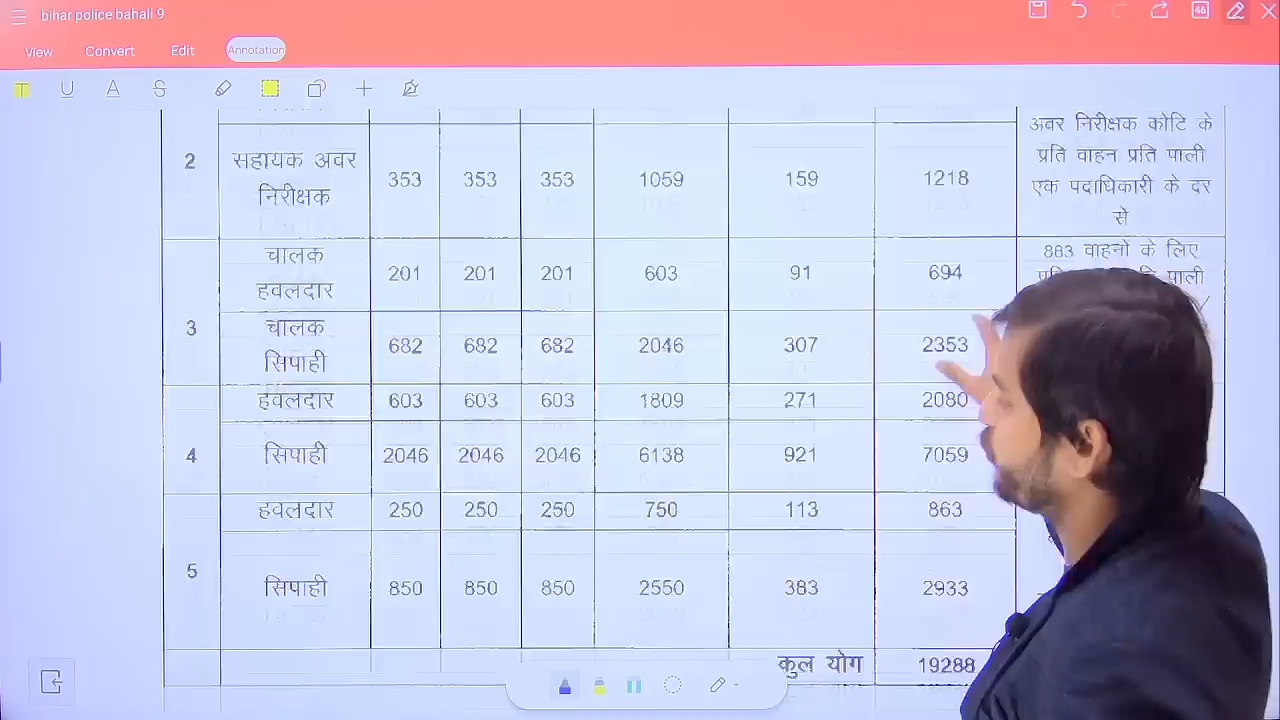 bihar police bahali 9
46
View Convert Edit Annotation
T U A S
अवर निरीक्षक कोटि के
प्रति वाहन प्रति पाली
एक पदाधिकारी के दर
से
2 सहायक अवर निरीक्षक 353 353 353 1059 159 1218
883 वाहनो के लिए
पाली
3 चालक हवलदार 201 201 201 603 91 694
चालक सिपाही 682 682 682 2046 307 2353
हवलदार 603 603 603 1809 271 2080
4 सिपाही 2046 2046 2046 6138 921 7059
हवलदार 250 250 250 750 113 863
5 सिपाही 850 850 850 2550 383 2933
कुल योग 19288